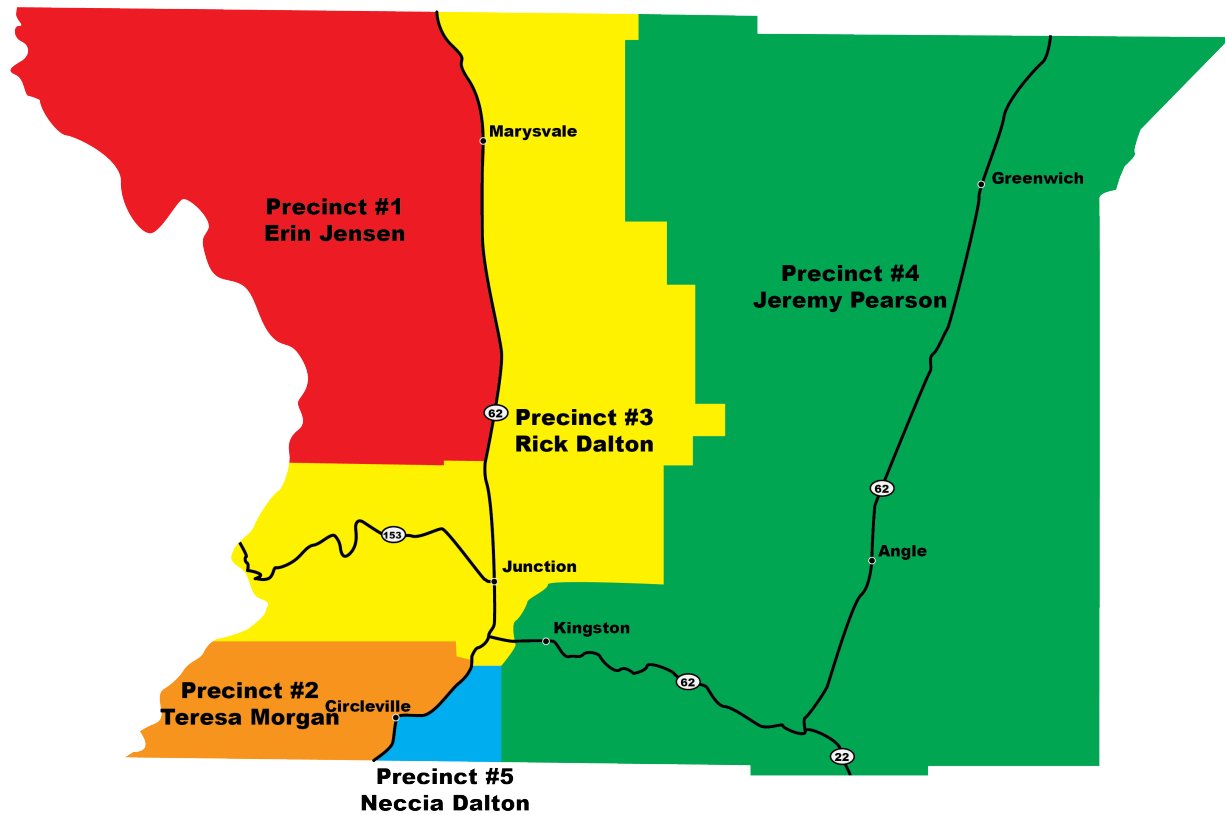 Marysvale
Greenwich
Precinct #1
Erin Jensen
Precinct #4
Jeremy Pearson
62
Precinct #3
Rick Dalton
62
153
Angle
Junction
Kingston
62
Precinct #2
Teresa Morgan
Circleville
22
Precinct #5
Neccia Dalton